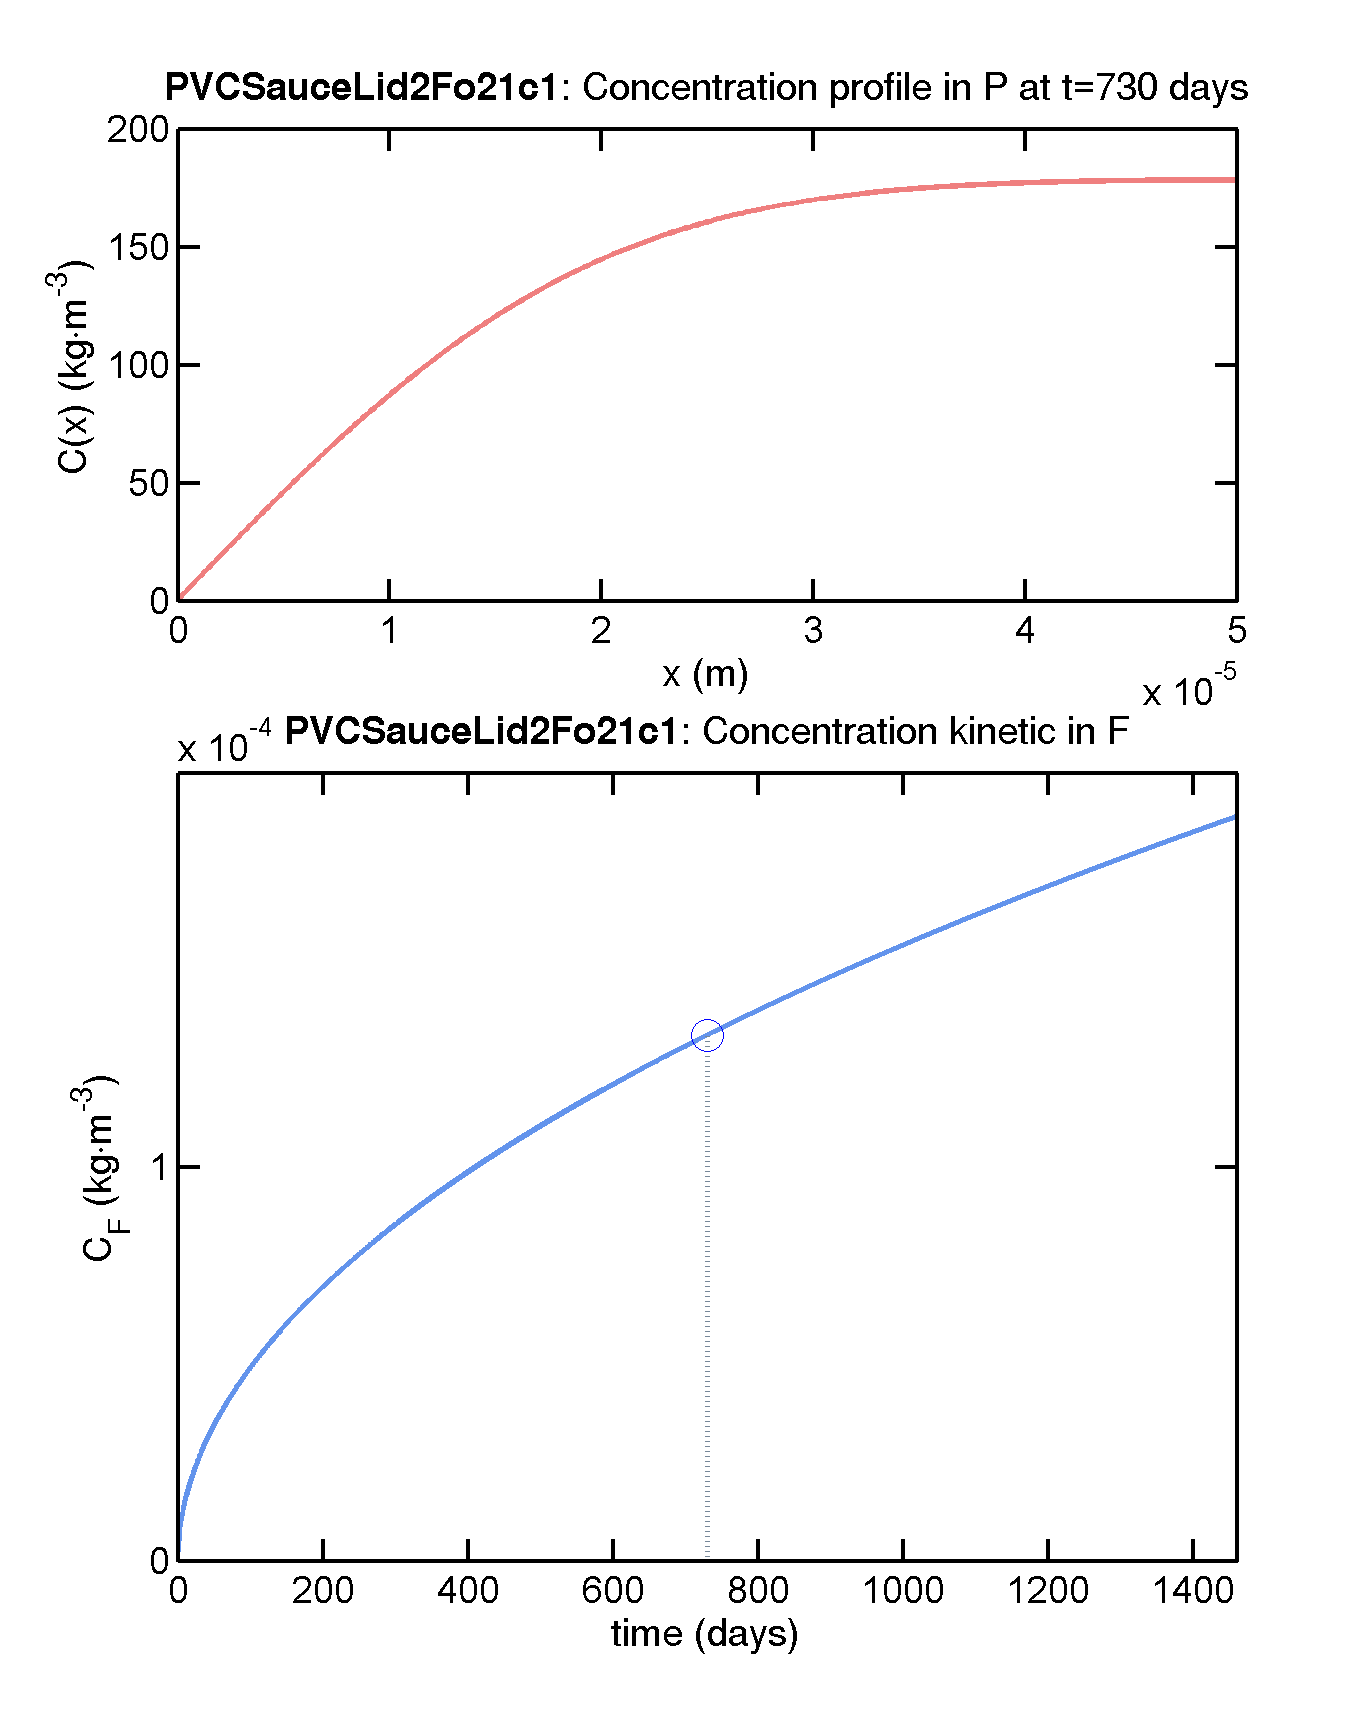 PVCSauceLid2Fo21c1: Concentration profile in P at t=730 days
200
150
100
50
0
C(x) (kg·m-3)
0 1 2 3 4 5
x (m)
x 10-5
x 10-4 PVCSauceLid2Fo21c1: Concentration kinetic in F
1
0
CF (kg·m-3)
0 200 400 600 800 1000 1200 1400
time (days)